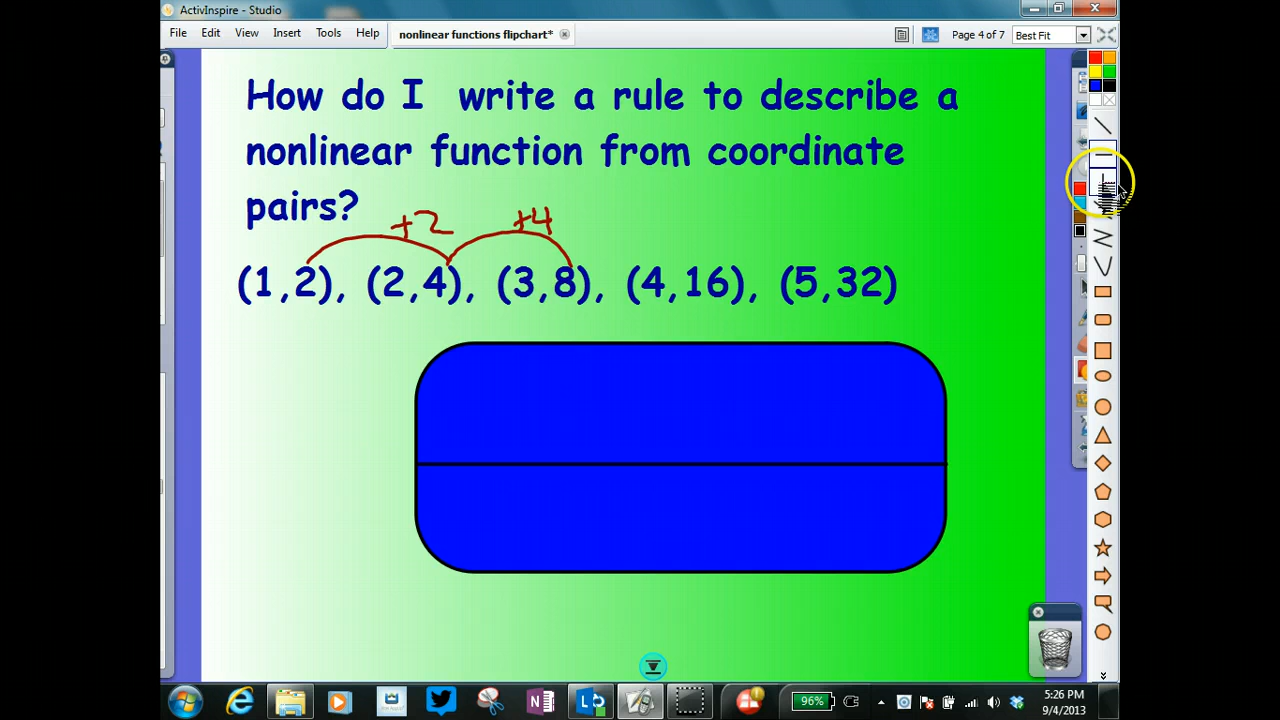 ActivInspire - Studio
File Edit View Insert Tools Help nonlinear functions flipchart* Page 4 of 7 Best Fit
How do I write a rule to describe a
nonlinear function from coordinate
pairs?
+2 +4
(1,2), (2,4), (3,8), (4,16), (5,32)
96% 5:26 PM
9/4/2013